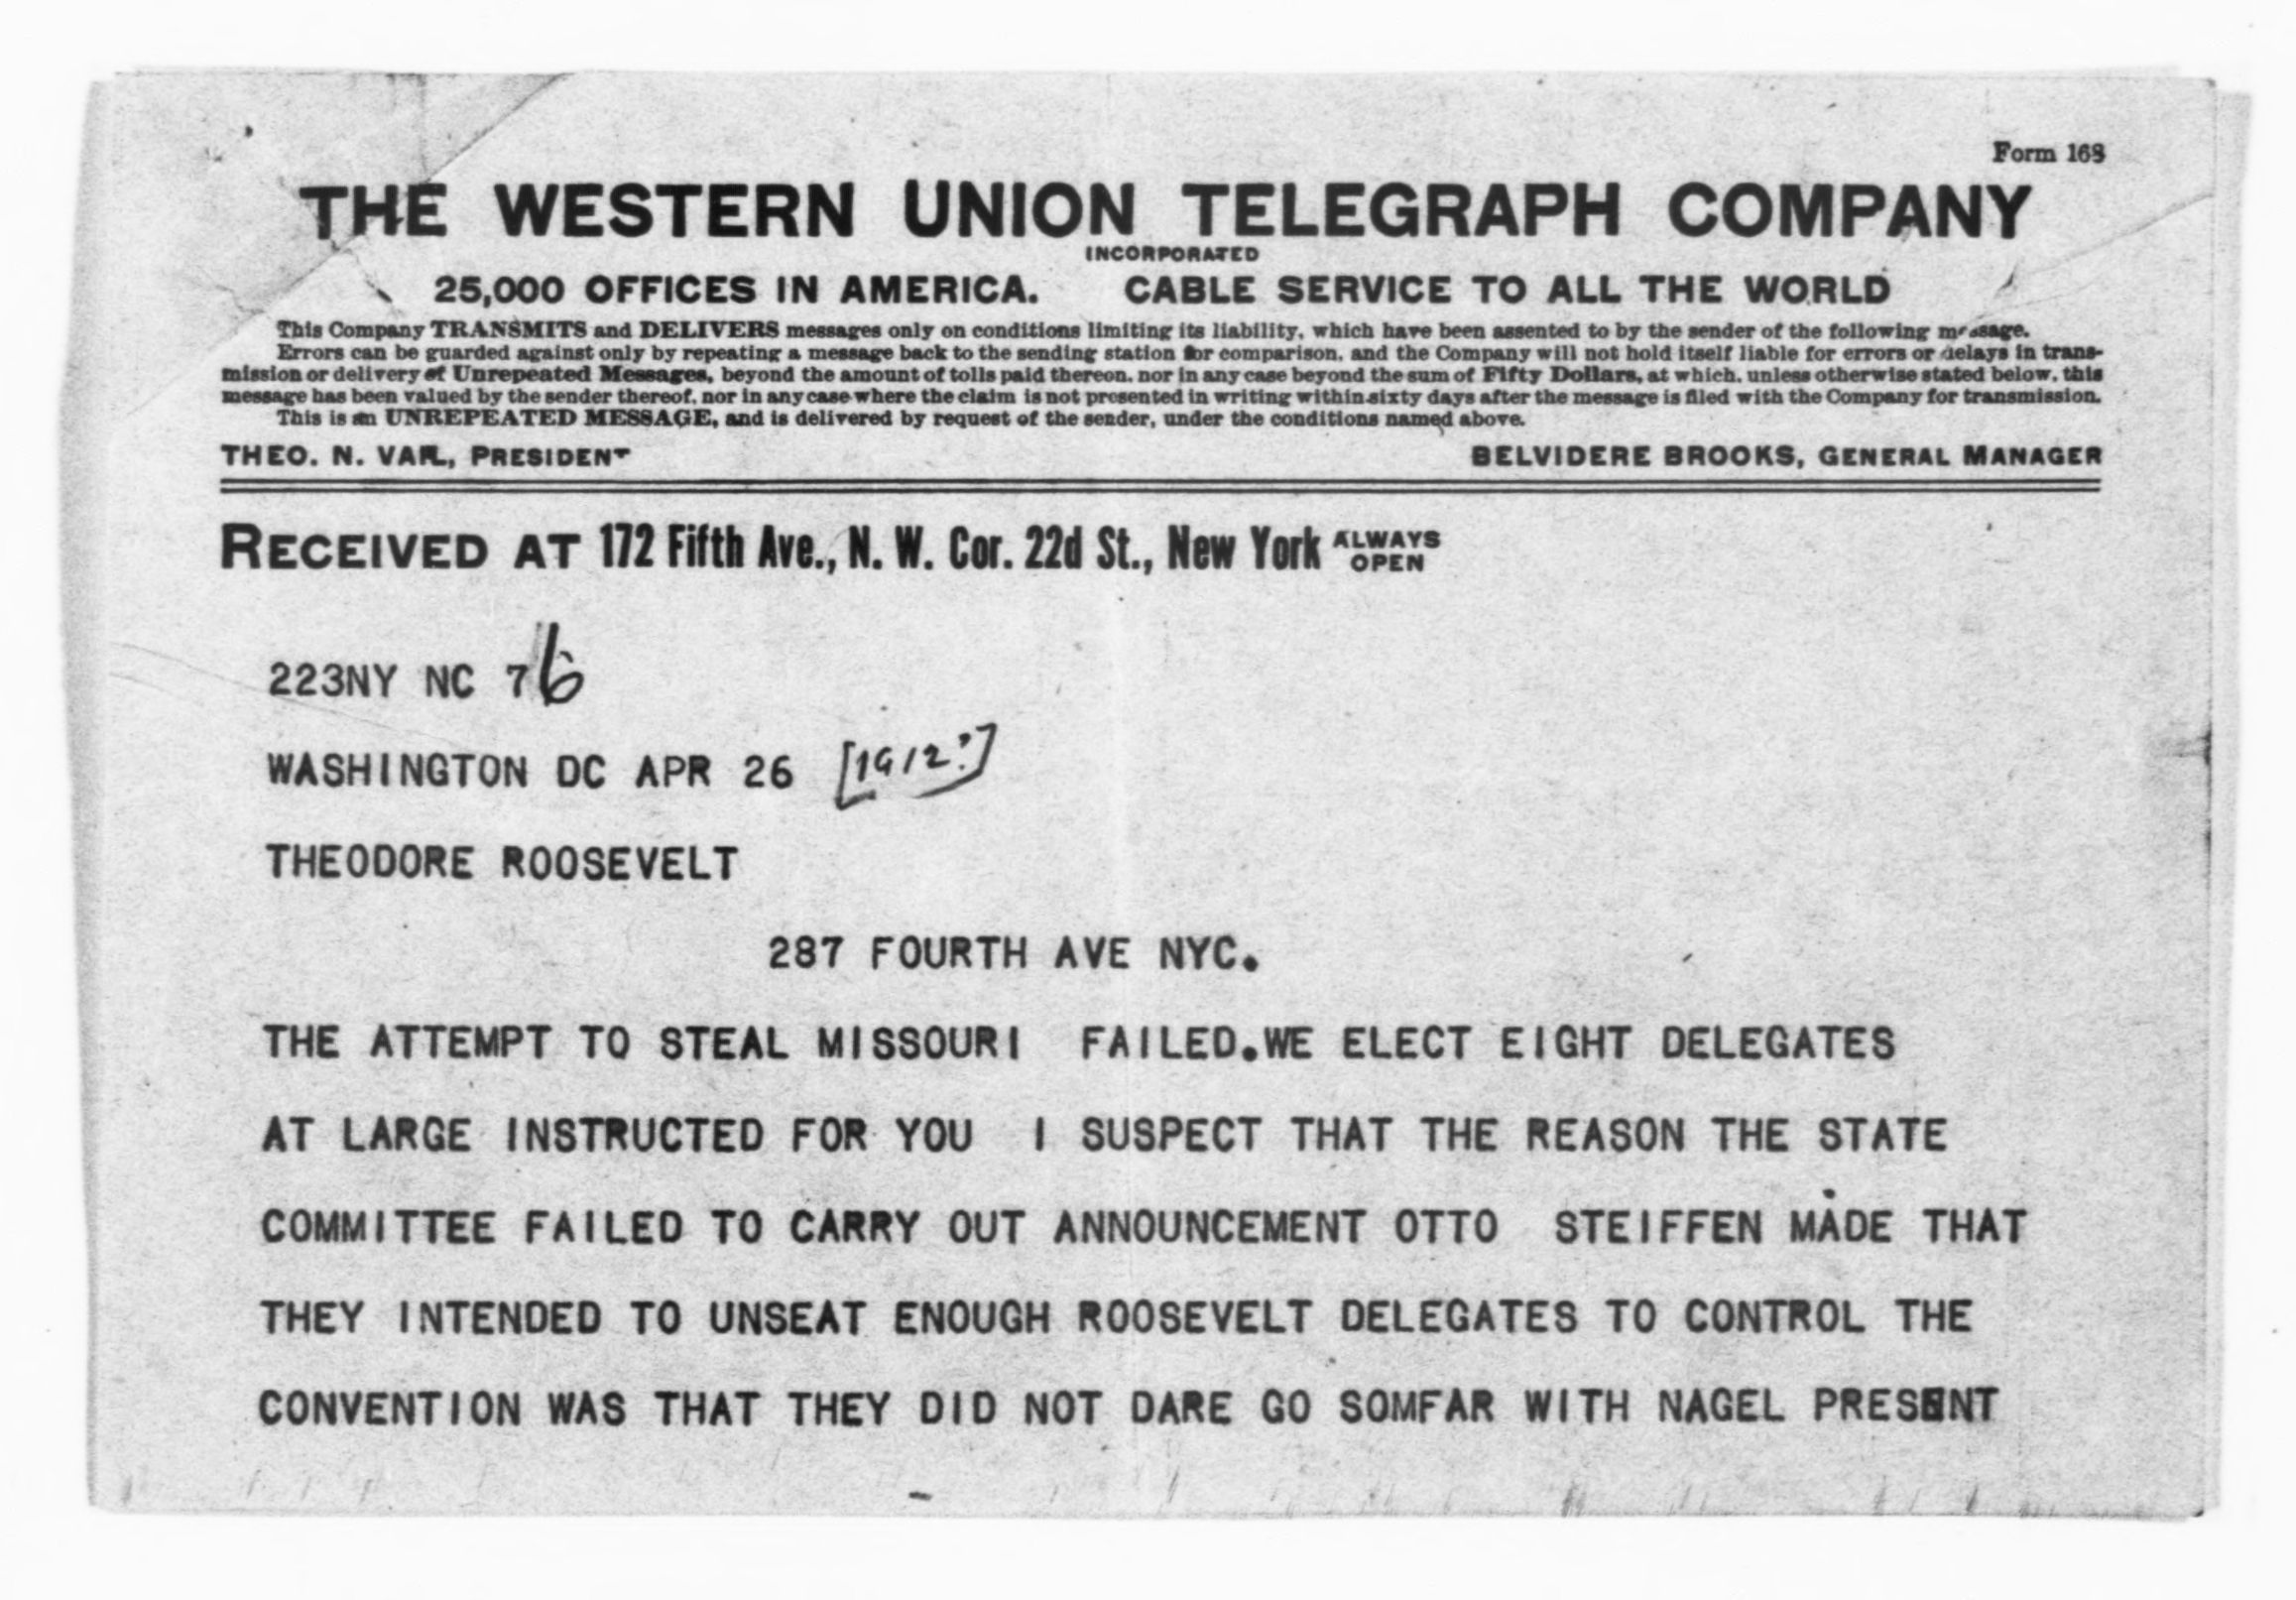 Form 168
THE WESTERN UNION TELEGRAPH COMPANY
INCORPORATED
25,000 OFFICES IN AMERICA. CABLE SERVICE TO ALL THE WORLD
This Company TRANSMITS and DELIVERS messages only on conditions limiting its liability, which have been assented to by the sender of the following message.
Errors can be guarded against only by repeating a message back to the sending station for comparison, and the Company will not hold itself liable for errors or delays in trans-
mission or delivery of Unrepeated Messages, beyond the amount of tolls paid thereon, nor in any case beyond the sum of Fifty Dollars, at which, unless otherwise stated below, this
message has been valued by the sender thereof, nor in any case where the claim is not presented in writing within sixty days after the message is filed with the Company for transmission.
This is an UNREPEATED MESSAGE, and is delivered by request of the sender, under the conditions named above.
THEO. N. VAIL, PRESIDENT BELVIDERE BROOKS, GENERAL MANAGER
RECEIVED AT 172 Fifth Ave., N. W. Cor. 22d St., New York ALWAYS OPEN
223NY NC 76
WASHINGTON DC APR 26 [1912?]
THEODORE ROOSEVELT
287 FOURTH AVE NYC.
THE ATTEMPT TO STEAL MISSOURI FAILED.WE ELECT EIGHT DELEGATES
AT LARGE INSTRUCTED FOR YOU I SUSPECT THAT THE REASON THE STATE
COMMITTEE FAILED TO CARRY OUT ANNOUNCEMENT OTTO STEIFFEN MADE THAT
THEY INTENDED TO UNSEAT ENOUGH ROOSEVELT DELEGATES TO CONTROL THE
CONVENTION WAS THAT THEY DID NOT DARE GO SOMFAR WITH NAGEL PRESENT